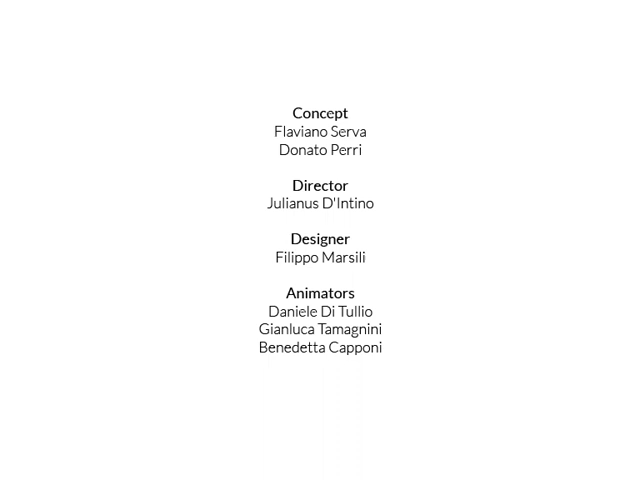 Concept
Flaviano Serva
Donato Perri
Director
Julianus D'Intino
Designer
Filippo Marsili
Animators
Daniele Di Tullio
Gianluca Tamagnini
Benedetta Capponi